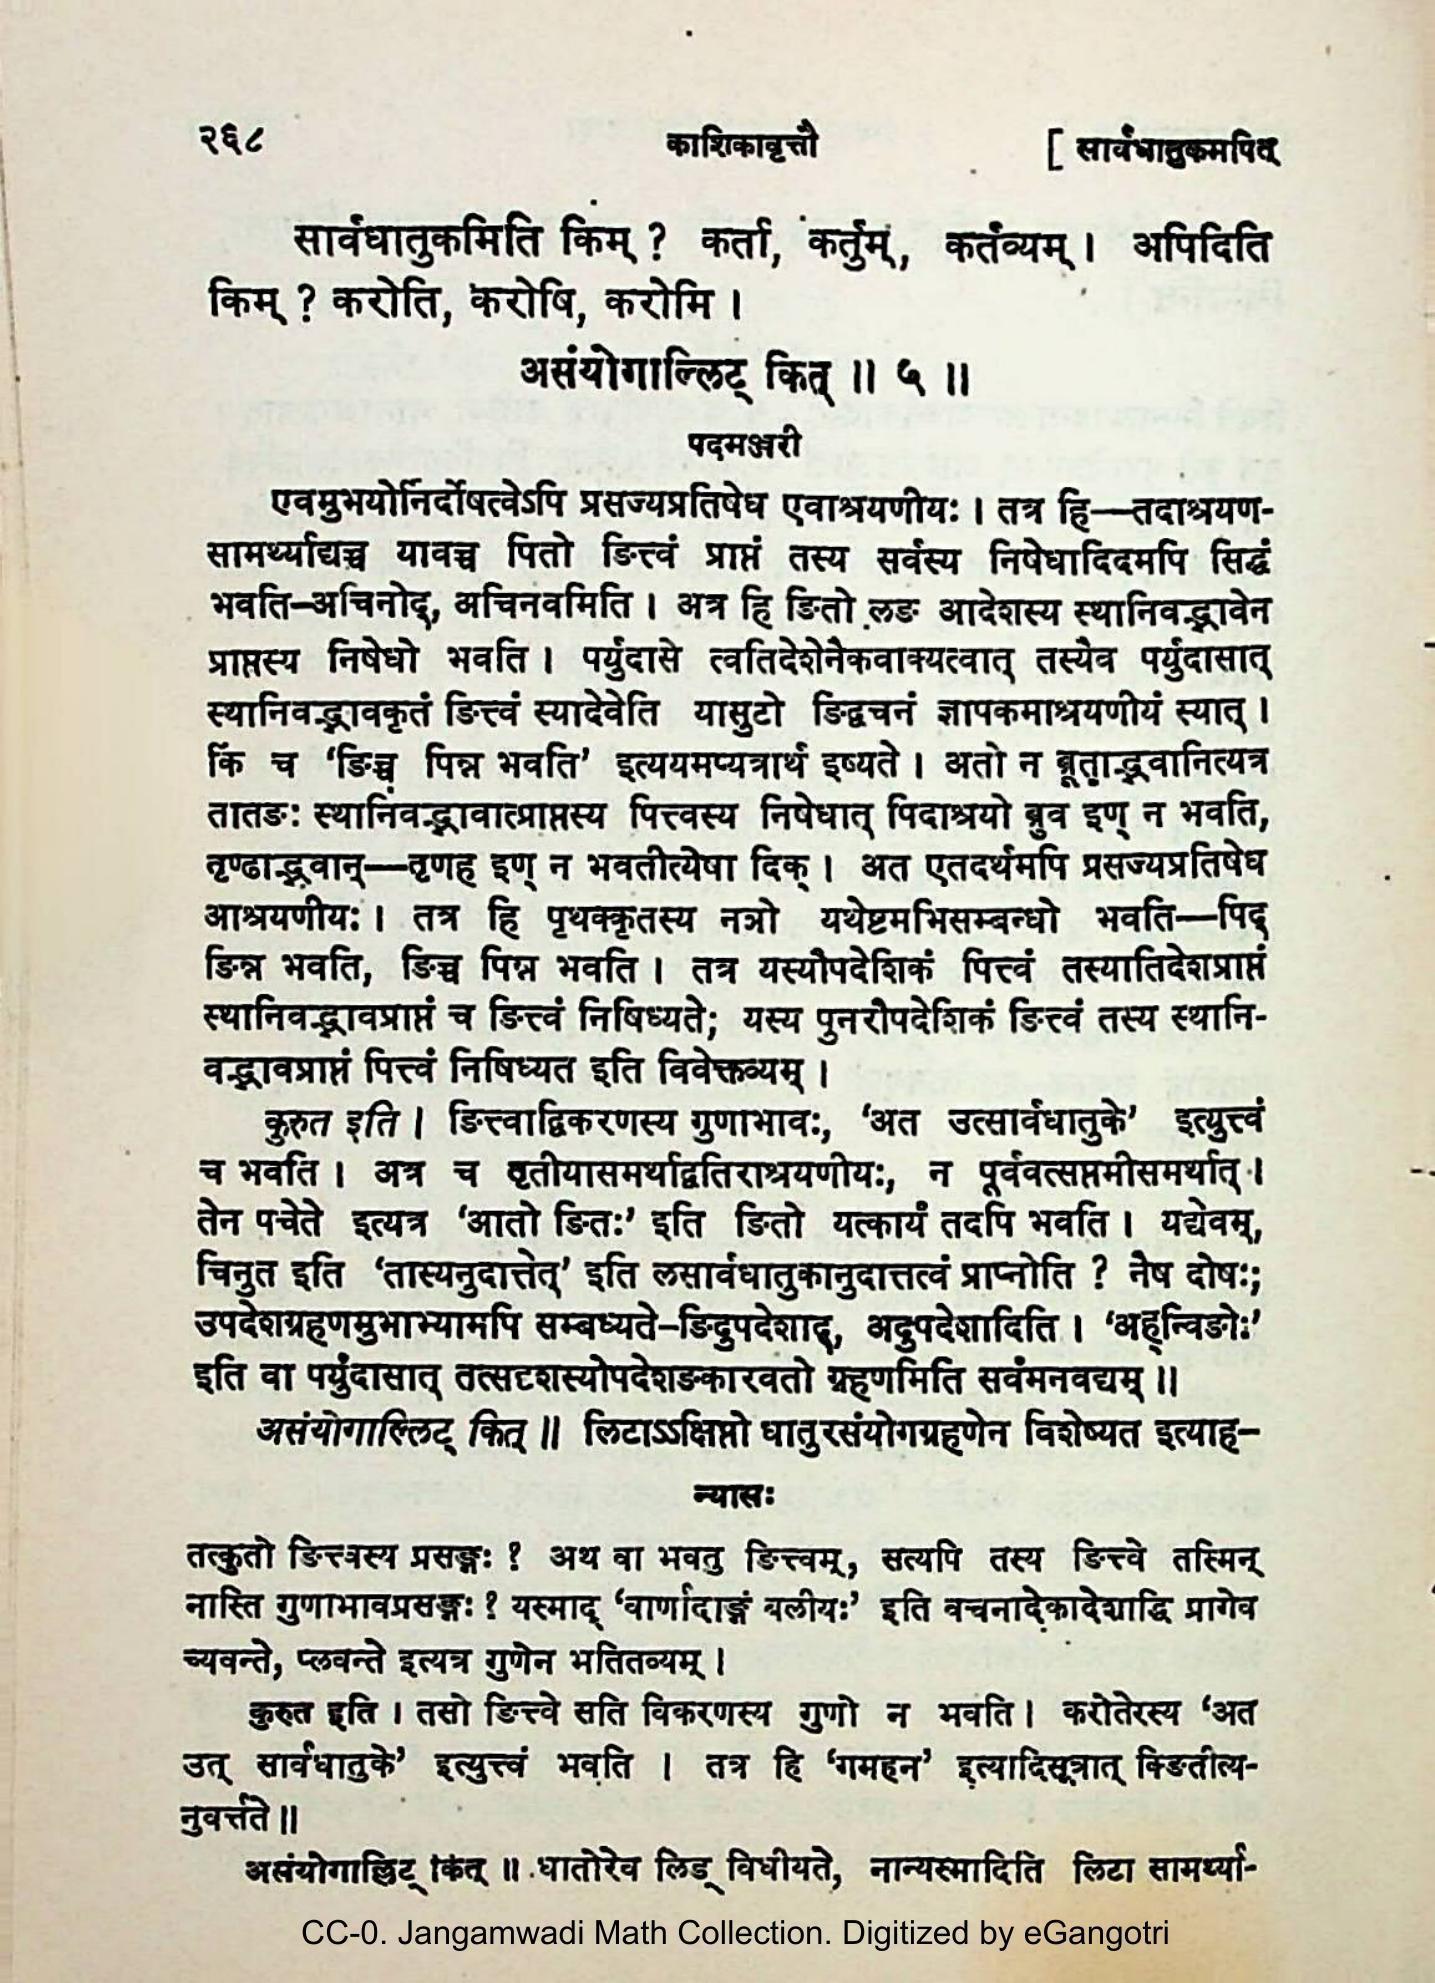 २६८ काशिकावृत्तौ [ सार्वधातुकमपित्
सार्वधातुकमिति किम् ? कर्ता, कर्तुम्, कर्तव्यम् । अपिदिति
किम् ? करोति, करोषि, करोमि ।
असंयोगाल्लिट् कित् ॥ ५ ॥
पदमञ्जरी
एवमुभयोर्निर्दोषत्वेऽपि प्रसज्यप्रतिषेध एवाश्रयणीयः । तत्र हि—तदाश्रयण-
सामर्थ्याद्यच्च यावच्च पितो ङित्त्वं प्राप्तं तस्य सर्वस्य निषेधादिदमपि सिद्धं
भवति–अचिनोद्, अचिनवमिति । अत्र हि ङितो लङ आदेशस्य स्थानिवद्भावेन
प्राप्तस्य निषेधो भवति । पर्युदासे त्वतिदेशेनैकवाक्यत्वात् तस्यैव पर्युदासात्
स्थानिवद्भावकृतं ङित्त्वं स्यादेवेति यासुटो ङिद्वचनं ज्ञापकमाश्रयणीयं स्यात् ।
किं च ‘ङिच्च पिन्न भवति’ इत्ययमप्यत्रार्थ इष्यते । अतो न ब्रूताद्भवानित्यत्र
तातङः स्थानिवद्भावात्प्राप्तस्य पित्त्वस्य निषेधात् पिदाश्रयो ब्रुव इण् न भवति,
तृण्ढाद्भवान्—तृणह इण् न भवतीत्येषा दिक् । अत एतदर्थमपि प्रसज्यप्रतिषेध
आश्रयणीयः । तत्र हि पृथक्कृतस्य नञो यथेष्टमभिसम्बन्धो भवति—पिद्
ङिन्न भवति, ङिच्च पिन्न भवति । तत्र यस्यौपदेशिकं पित्त्वं तस्यातिदेशप्राप्तं
स्थानिवद्भावप्राप्तं च ङित्त्वं निषिध्यते; यस्य पुनरौपदेशिकं ङित्त्वं तस्य स्थानि-
वद्भावप्राप्तं पित्त्वं निषिध्यत इति विवेक्तव्यम् ।
कुरुत इति । ङित्त्वाद्विकरणस्य गुणाभावः, ‘अत उत्सार्वधातुके’ इत्युत्त्वं
च भवति । अत्र च तृतीयासमर्थाद्वतिराश्रयणीयः, न पूर्ववत्सप्तमीसमर्थात् ।
तेन पचेते इत्यत्र ‘आतो ङितः’ इति ङितो यत्कार्यं तदपि भवति । यद्येवम्,
चिनुत इति ‘तास्यनुदात्तेत्’ इति लसार्वधातुकानुदात्तत्वं प्राप्नोति ? नैष दोषः;
उपदेशग्रहणमुभाभ्यामपि सम्बध्यते–ङिदुपदेशाद्, अदुपदेशादिति । ‘अह्न्विङोः’
इति वा पर्युदासात् तत्सदृशस्योपदेशङकारवतो ग्रहणमिति सर्वमनवद्यम् ॥
असंयोगाल्लिट् कित् ॥ लिटाऽऽक्षिप्तो धातुरसंयोगग्रहणेन विशेष्यत इत्याह–
न्यासः
तत्कुतो ङित्त्वस्य प्रसङ्गः ? अथ वा भवतु ङित्त्वम्, सत्यपि तस्य ङित्त्वे तस्मिन्
नास्ति गुणाभावप्रसङ्गः ? यस्माद् ‘वार्णादाङ्गं बलीयः’ इति वचनादेकादेशाद्धि प्रागेव
च्यवन्ते, प्लवन्ते इत्यत्र गुणेन भतितव्यम् ।
कुरुत इति । तसो ङित्त्वे सति विकरणस्य गुणो न भवति । करोतेरस्य ‘अत
उत् सार्वधातुके’ इत्युत्त्वं भवति । तत्र हि ‘गमहन’ इत्यादिसूत्रात् क्ङितीत्य-
नुवर्त्तते ॥
असंयोगाल्लिट् कित् ॥ धातोरेव लिड् विधीयते, नान्यस्मादिति लिटा सामर्थ्या-
CC-0. Jangamwadi Math Collection. Digitized by eGangotri